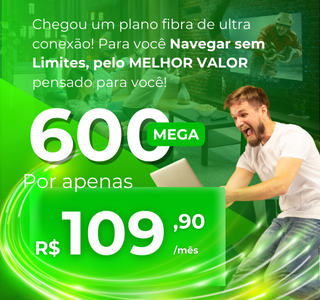 Chegou um plano fibra de ultra
conexão! Para você Navegar sem
Limites, pelo MELHOR VALOR
pensado para você!
600 MEGA
Por apenas
R$ 109,90
/mês